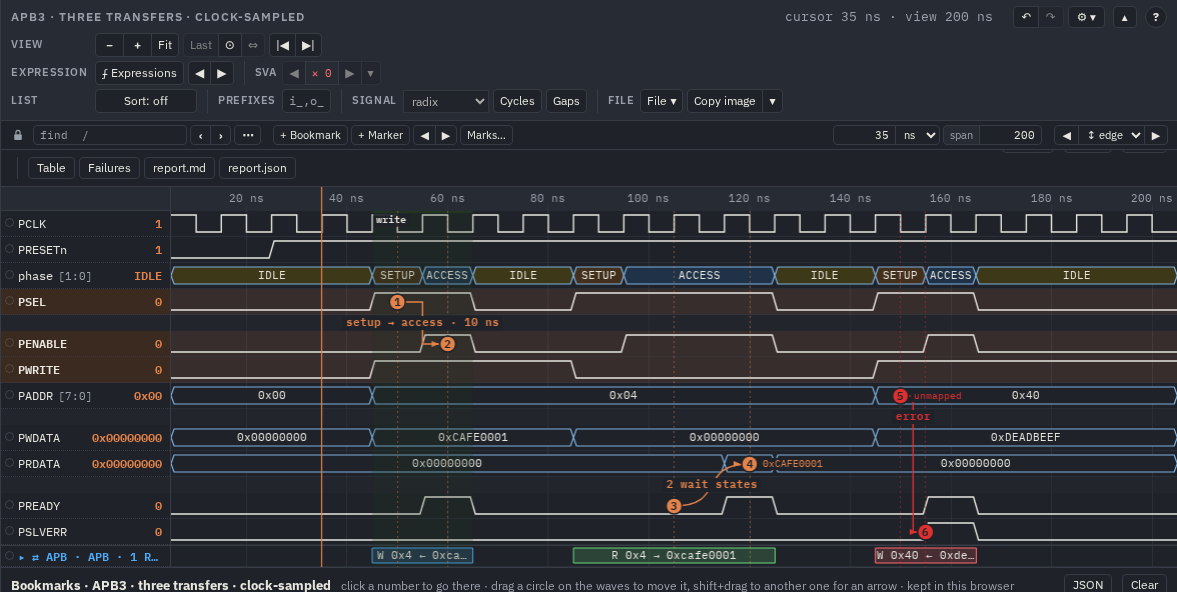 APB3 · THREE TRANSFERS · CLOCK-SAMPLED cursor 35 ns · view 200 ns ↶ ↷ ⚙ ▾ ▲ ?
VIEW − + Fit Last ⊙ ⇔ |◀ ▶|
EXPRESSION ⨍ Expressions ◀ ▶ SVA ◀ × 0 ▶ ▾
LIST Sort: off PREFIXES i_,o_ SIGNAL radix Cycles Gaps FILE File ▾ Copy image ▾
find / ‹ › ⋯ + Bookmark + Marker ◀ ▶ Marks... 35 ns span 200 ◀ ↕ edge ▶
Table Failures report.md report.json
20 ns 40 ns 60 ns 80 ns 100 ns 120 ns 140 ns 160 ns 180 ns 200 ns
PCLK 1 write
PRESETn 1
phase [1:0] IDLE IDLE SETUP ACCESS IDLE SETUP ACCESS IDLE SETUP ACCESS IDLE
PSEL 0 1
setup → access · 10 ns
PENABLE 0 2
PWRITE 0
PADDR [7:0] 0x00 0x00 0x04 5 unmapped 0x40
error
PWDATA 0x00000000 0x00000000 0xCAFE0001 0x00000000 0xDEADBEEF
PRDATA 0x00000000 0x00000000 4 0xCAFE0001 0x00000000
2 wait states
PREADY 0 3
PSLVERR 0 6
▸ ⇄ APB · APB · 1 R… W 0x4 ← 0xca… R 0x4 → 0xcafe0001 W 0x40 ← 0xde…
Bookmarks · APB3 · three transfers · clock-sampled click a number to go there · drag a circle on the waves to move it, shift+drag to another one for an arrow · kept in this browser JSON Clear